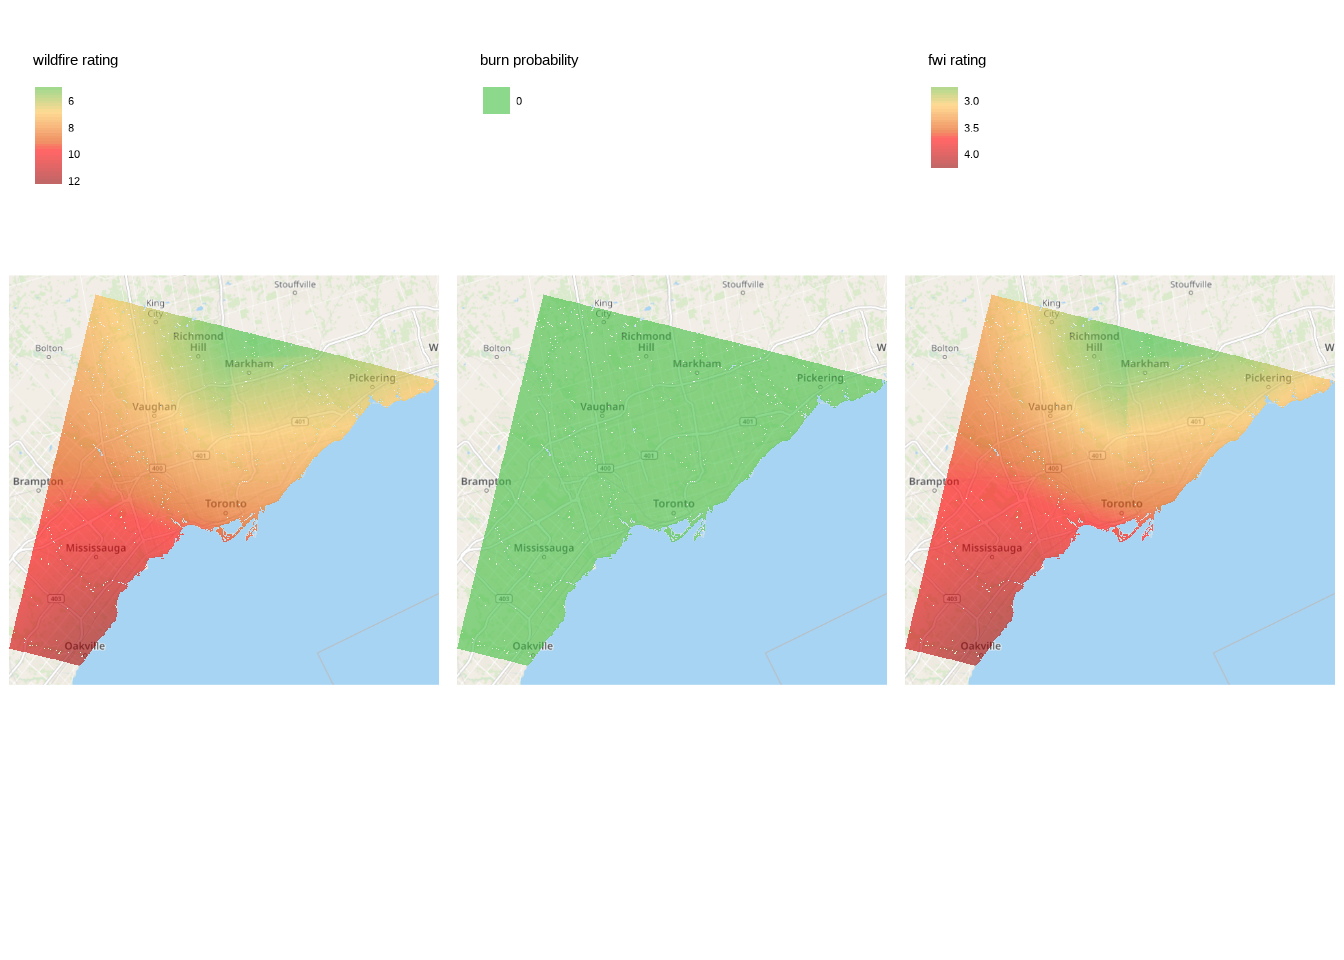 wildfire rating
6
8
10
12
burn probability
0
fwi rating
3.0
3.5
4.0
Stouffville
King
City
Richmond
Hill
Bolton
Markham
W
Pickering
Vaughan
401
401
400
Brampton
Toronto
Mississauga
403
Oakville
Stouffville
King
City
Richmond
Hill
Bolton
Markham
W
Pickering
Vaughan
401
401
400
Brampton
Toronto
Mississauga
403
Oakville
Stouffville
King
City
Richmond
Hill
Bolton
Markham
W
Pickering
Vaughan
401
401
400
Brampton
Toronto
Mississauga
403
Oakville